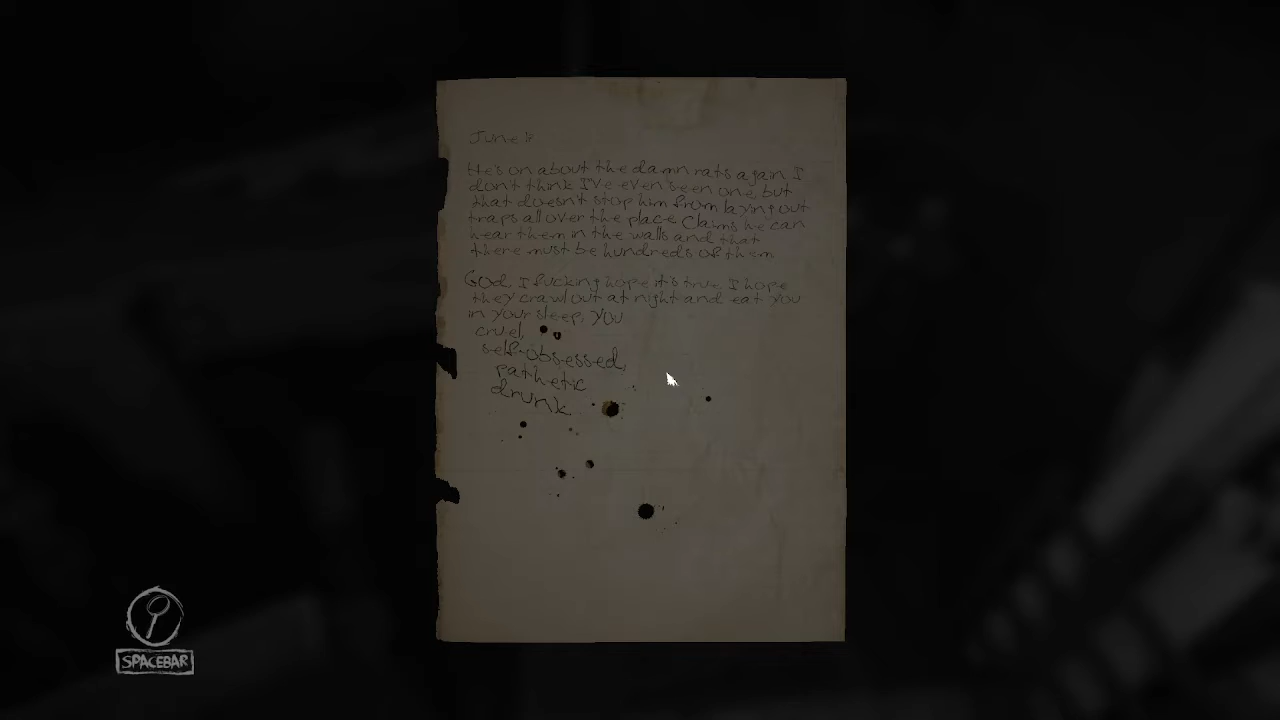 June
He's on about the damn rats again I
don't think I've even seen one, but
that doesn't stop him from laying out
traps all over the place. Claims he can
hear them in the walls and that
there must be hundreds of them
God, I fucking hope it's true. I hope
they crawl out at night and eat you
in your sleep, you
cruel,
self-obsessed,
pathetic
drunk
SPACEBAR